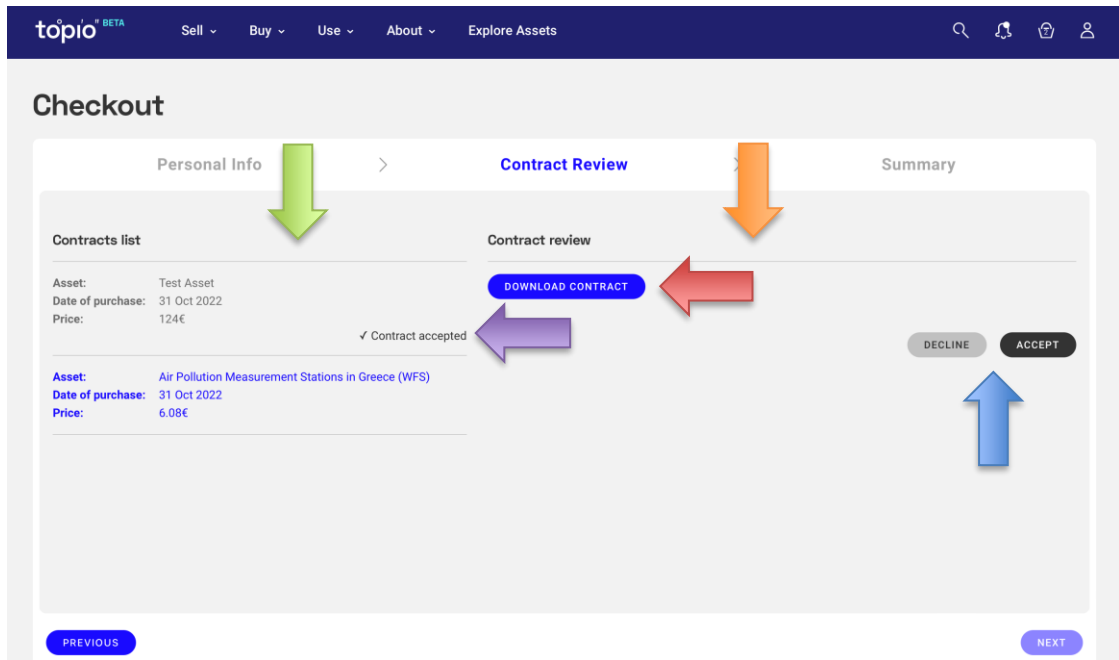 topio" BETA
Sell Buy Use About Explore Assets
2
Checkout
Personal Info > Contract Review > Summary
Contracts list
Asset: Test Asset
Date of purchase: 31 Oct 2022
Price: 124€
✓ Contract accepted
Asset: Air Pollution Measurement Stations in Greece (WFS)
Date of purchase: 31 Oct 2022
Price: 6.08€
Contract review
DOWNLOAD CONTRACT
DECLINE ACCEPT
PREVIOUS NEXT